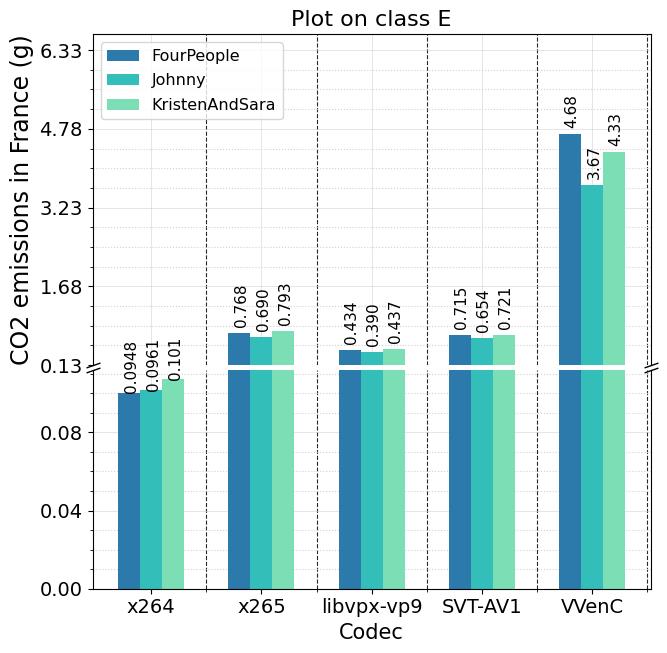 Plot on class E
CO2 emissions in France (g)
6.33
4.78
3.23
1.68
0.13
0.08
0.04
0.00
FourPeople
Johnny
KristenAndSara
0.0948
0.0961
0.101
0.768
0.690
0.793
0.434
0.390
0.437
0.715
0.654
0.721
4.68
3.67
4.33
x264
x265
libvpx-vp9
SVT-AV1
VVenC
Codec